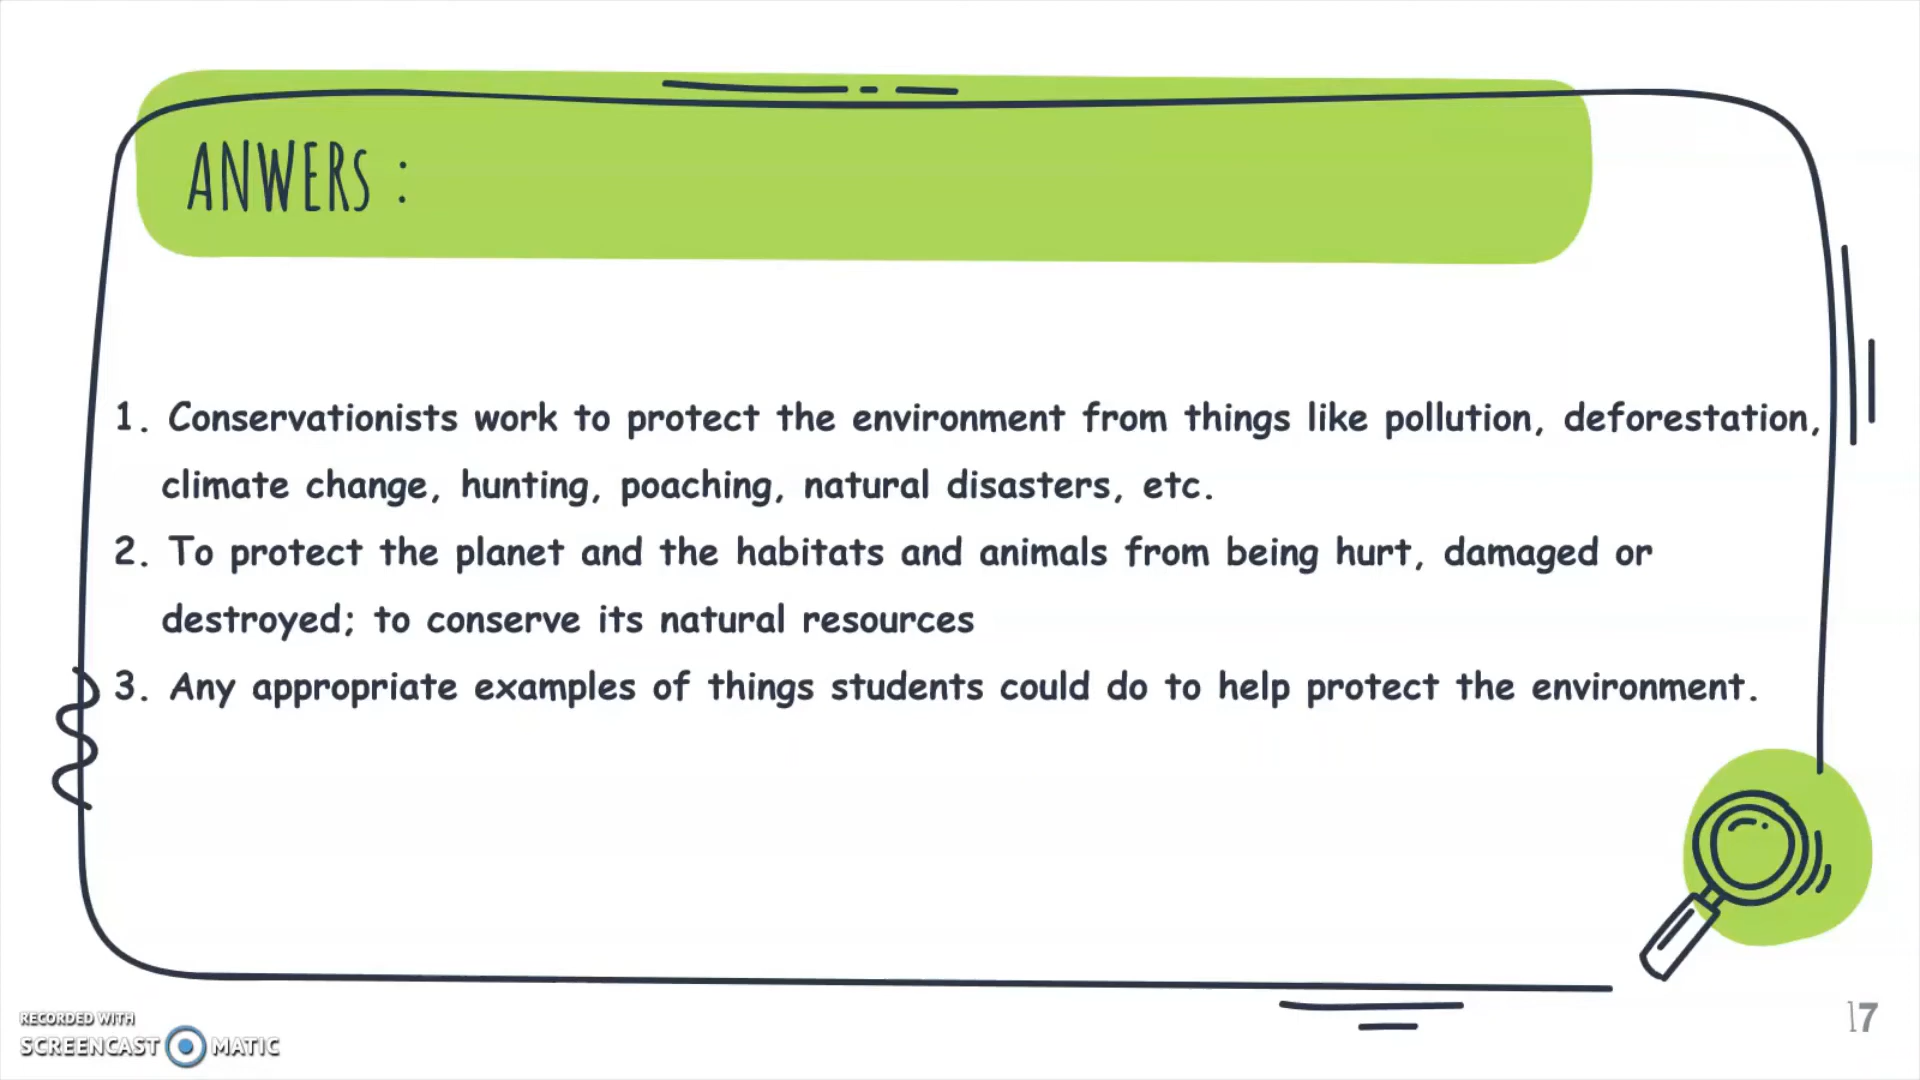 ANWERS :
1. Conservationists work to protect the environment from things like pollution, deforestation,
climate change, hunting, poaching, natural disasters, etc.
2. To protect the planet and the habitats and animals from being hurt, damaged or
destroyed; to conserve its natural resources
3. Any appropriate examples of things students could do to help protect the environment.
17
RECORDED WITH
SCREENCAST MATIC